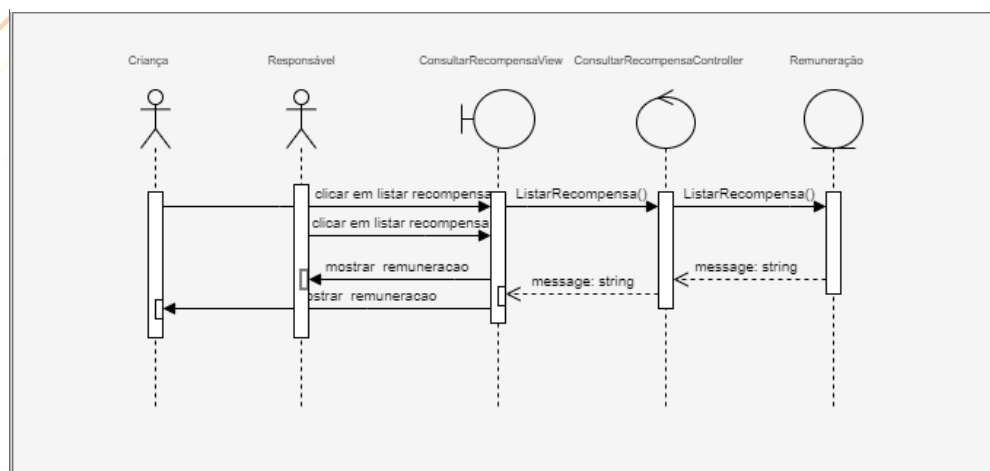 Criança
Responsável
ConsultarRecompensaView
ConsultarRecompensaController
Remuneração
clicar em listar recompensa
ListarRecompensa()
ListarRecompensa()
clicar em listar recompensa
mostrar remuneracao
message: string
message: string
ostrar remuneracao